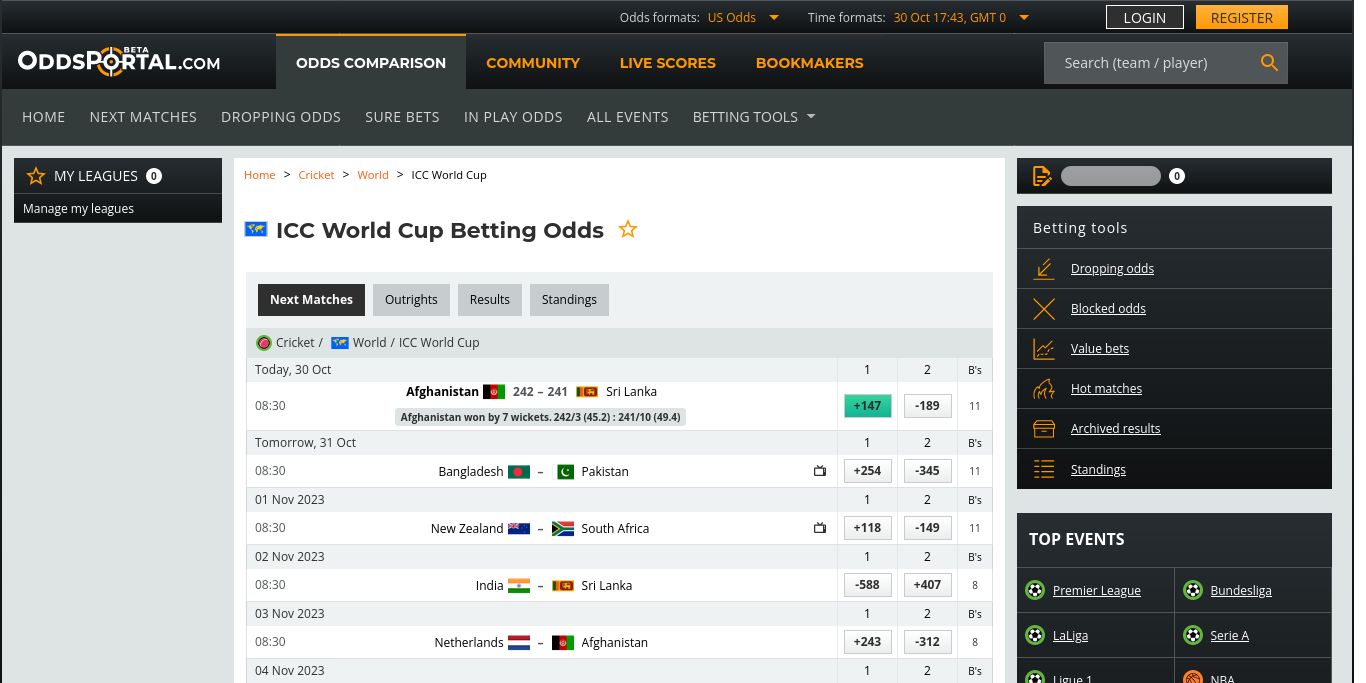 Odds formats: US Odds Time formats: 30 Oct 17:43, GMT 0 LOGIN REGISTER
ODDSPORTAL.COM BETA ODDS COMPARISON COMMUNITY LIVE SCORES BOOKMAKERS Search (team / player)
HOME NEXT MATCHES DROPPING ODDS SURE BETS IN PLAY ODDS ALL EVENTS BETTING TOOLS
MY LEAGUES 0
Manage my leagues
Home > Cricket > World > ICC World Cup
ICC World Cup Betting Odds
Next Matches Outrights Results Standings
Cricket / World / ICC World Cup
Today, 30 Oct 1 2 B's
08:30 Afghanistan 242 – 241 Sri Lanka +147 -189 11
Afghanistan won by 7 wickets. 242/3 (45.2) : 241/10 (49.4)
Tomorrow, 31 Oct 1 2 B's
08:30 Bangladesh – Pakistan +254 -345 11
01 Nov 2023 1 2 B's
08:30 New Zealand – South Africa +118 -149 11
02 Nov 2023 1 2 B's
08:30 India – Sri Lanka -588 +407 8
03 Nov 2023 1 2 B's
08:30 Netherlands – Afghanistan +243 -312 8
04 Nov 2023 1 2 B's
0
Betting tools
Dropping odds
Blocked odds
Value bets
Hot matches
Archived results
Standings
TOP EVENTS
Premier League Bundesliga
LaLiga Serie A
Ligue 1 NBA